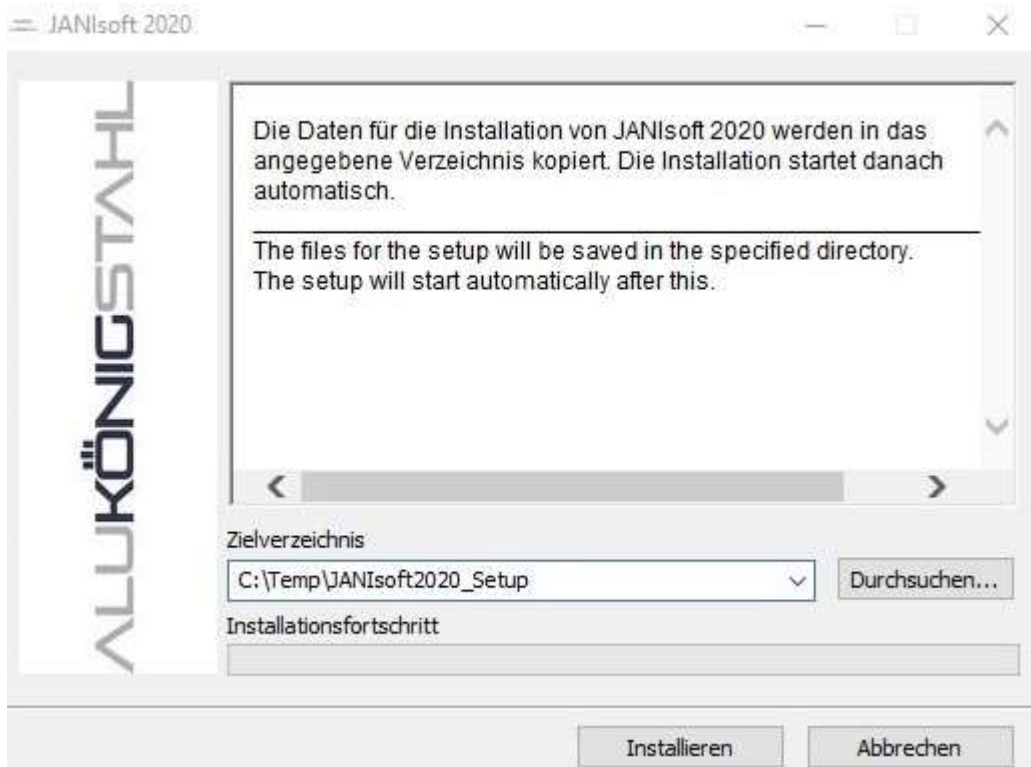 JANIsoft 2020
ALUKÖNIGSTAHL
Die Daten für die Installation von JANIsoft 2020 werden in das
angegebene Verzeichnis kopiert. Die Installation startet danach
automatisch.
The files for the setup will be saved in the specified directory.
The setup will start automatically after this.
Zielverzeichnis
C:\Temp\JANIsoft2020_Setup
Durchsuchen...
Installationsfortschritt
Installieren
Abbrechen